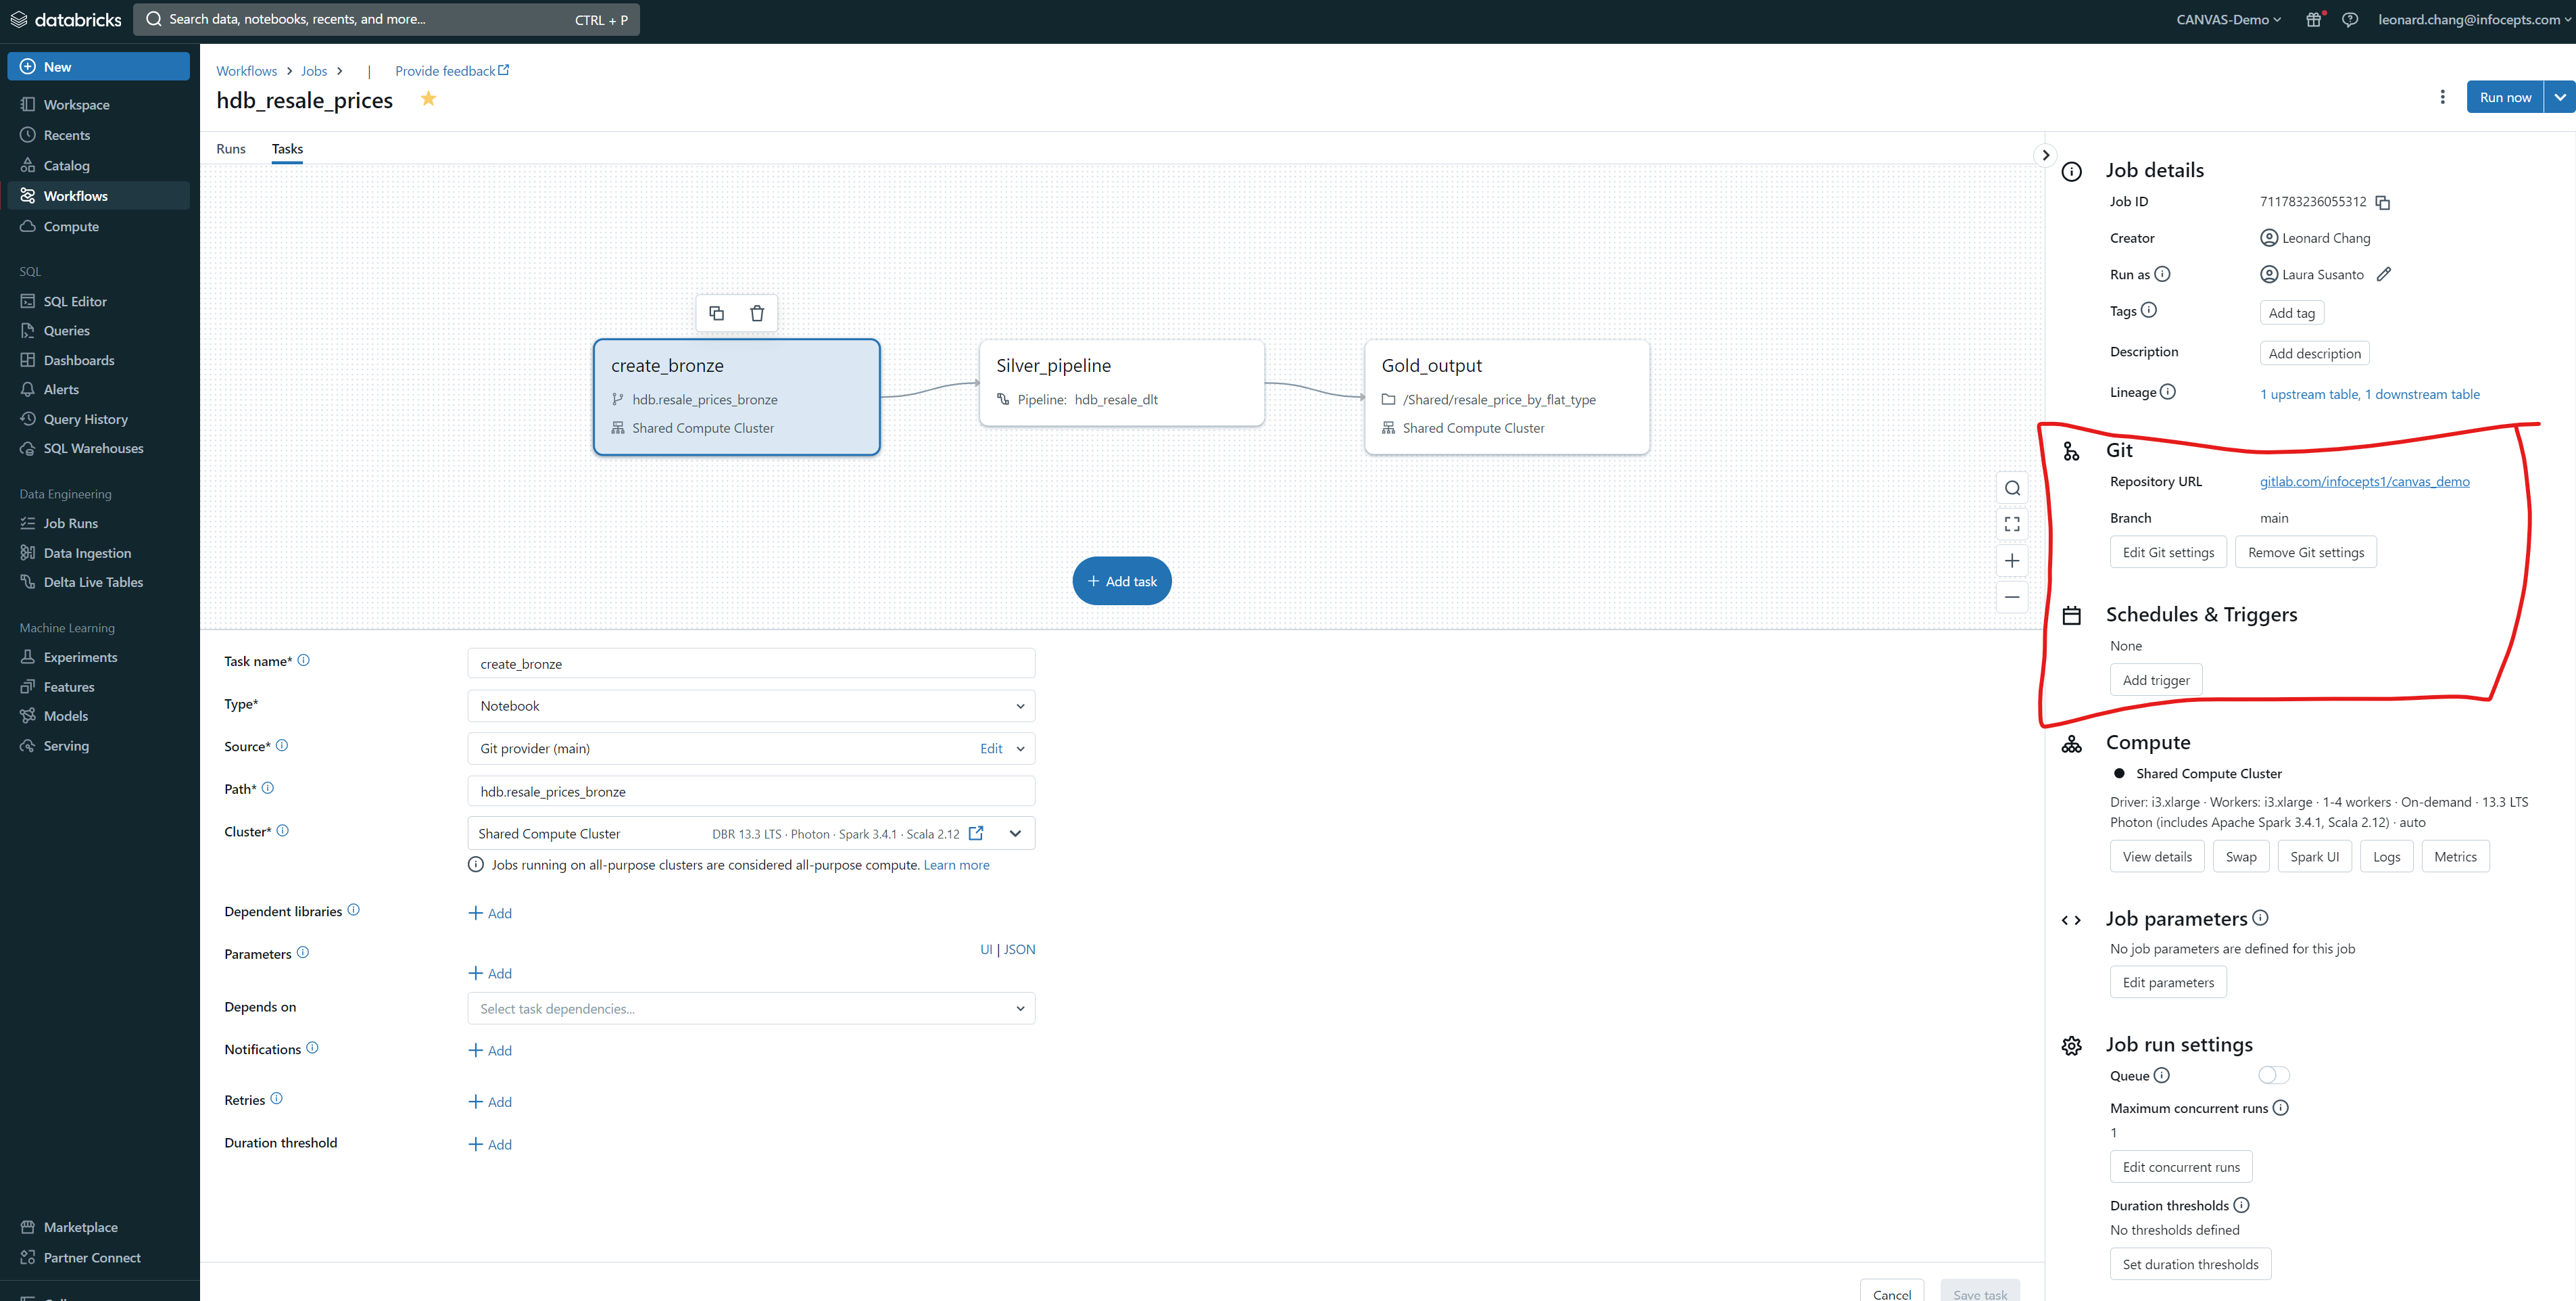 databricks
Search data, notebooks, recents, and more...
CTRL + P
CANVAS-Demo
leonard.chang@infocepts.com
New
Workspace
Recents
Catalog
Workflows
Compute
SQL
SQL Editor
Queries
Dashboards
Alerts
Query History
SQL Warehouses
Data Engineering
Job Runs
Data Ingestion
Delta Live Tables
Machine Learning
Experiments
Features
Models
Serving
Marketplace
Partner Connect
Workflows > Jobs > | Provide feedback
hdb_resale_prices
Run now
Runs Tasks
create_bronze
hdb.resale_prices_bronze
Shared Compute Cluster
Silver_pipeline
Pipeline: hdb_resale_dlt
Gold_output
/Shared/resale_price_by_flat_type
Shared Compute Cluster
+ Add task
Task name* create_bronze
Type* Notebook
Source* Git provider (main) Edit
Path* hdb.resale_prices_bronze
Cluster* Shared Compute Cluster DBR 13.3 LTS · Photon · Spark 3.4.1 · Scala 2.12
Jobs running on all-purpose clusters are considered all-purpose compute. Learn more
Dependent libraries + Add
Parameters UI | JSON
+ Add
Depends on Select task dependencies...
Notifications + Add
Retries + Add
Duration threshold + Add
Cancel Save task
Job details
Job ID 711783236055312
Creator Leonard Chang
Run as Laura Susanto
Tags Add tag
Description Add description
Lineage 1 upstream table, 1 downstream table
Git
Repository URL gitlab.com/infocepts1/canvas_demo
Branch main
Edit Git settings Remove Git settings
Schedules & Triggers
None
Add trigger
Compute
Shared Compute Cluster
Driver: i3.xlarge · Workers: i3.xlarge · 1-4 workers · On-demand · 13.3 LTS
Photon (includes Apache Spark 3.4.1, Scala 2.12) · auto
View details Swap Spark UI Logs Metrics
Job parameters
No job parameters are defined for this job
Edit parameters
Job run settings
Queue
Maximum concurrent runs
1
Edit concurrent runs
Duration thresholds
No thresholds defined
Set duration thresholds